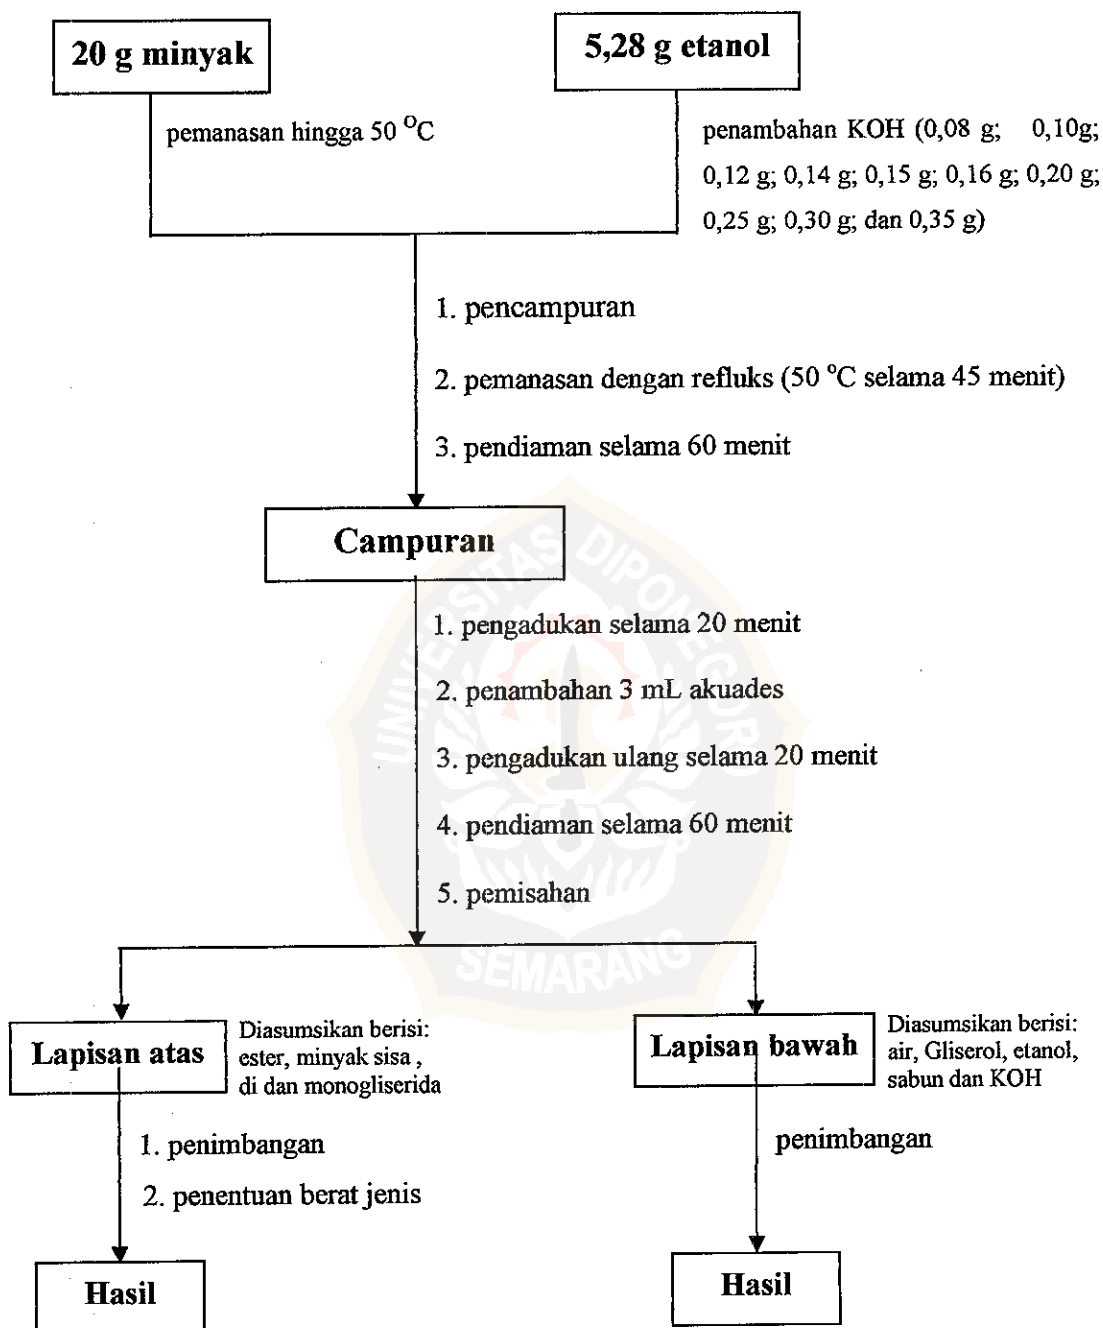 20 g minyak
5,28 g etanol
pemanasan hingga 50 ᴼC
penambahan KOH (0,08 g; 0,10g;
0,12 g; 0,14 g; 0,15 g; 0,16 g; 0,20 g;
0,25 g; 0,30 g; dan 0,35 g)
1. pencampuran
2. pemanasan dengan refluks (50 °C selama 45 menit)
3. pendiaman selama 60 menit
Campuran
1. pengadukan selama 20 menit
2. penambahan 3 mL akuades
3. pengadukan ulang selama 20 menit
4. pendiaman selama 60 menit
5. pemisahan
UNIVERSITAS DIPONEGORO
SEMARANG
Lapisan atas
Diasumsikan berisi:
ester, minyak sisa ,
di dan monogliserida
Lapisan bawah
Diasumsikan berisi:
air, Gliserol, etanol,
sabun dan KOH
1. penimbangan
2. penentuan berat jenis
penimbangan
Hasil
Hasil